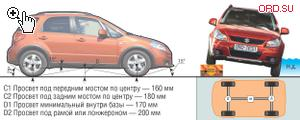 ORD.SU
C1 Просвет под передним мостом по центру — 160 мм
C2 Просвет под задним мостом по центру — 180 мм
D1 Просвет минимальный внутри базы — 170 мм
D2 Просвет под рамой или лонжероном — 200 мм